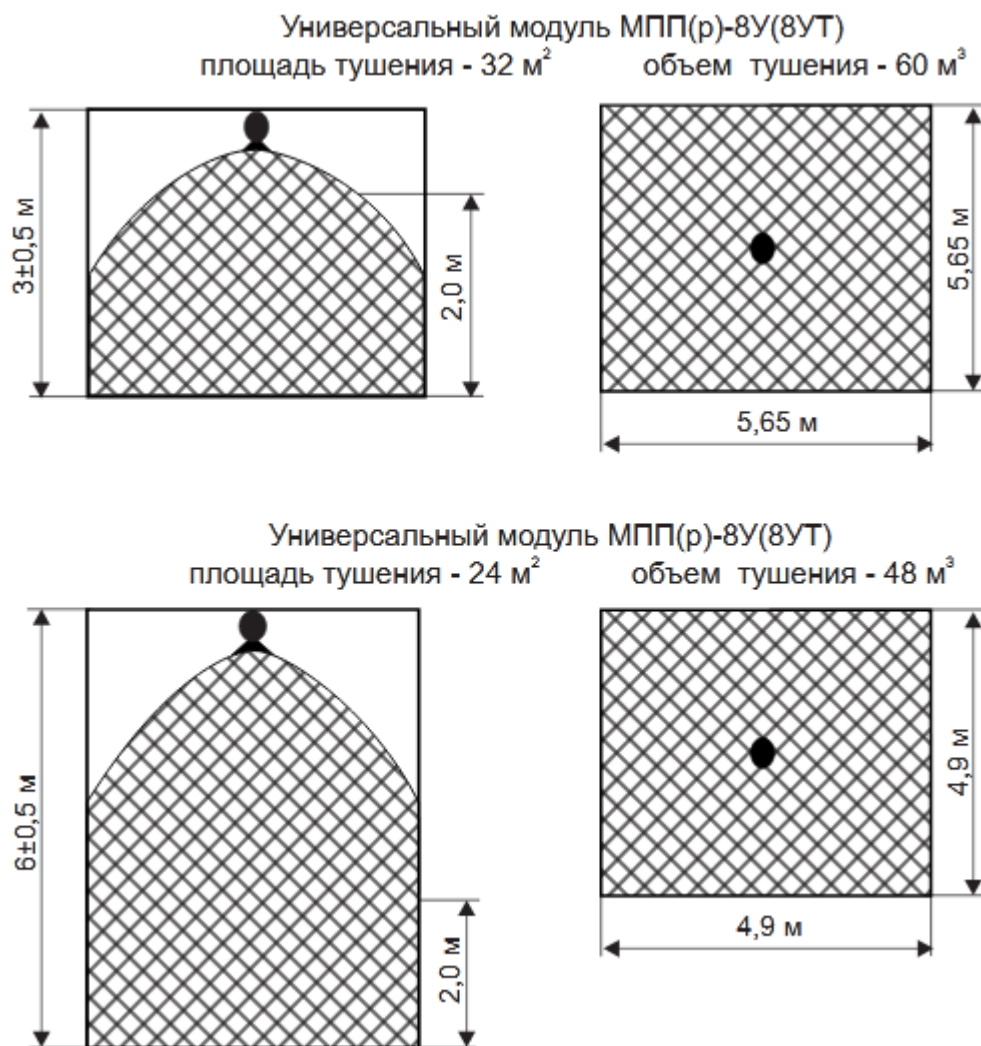 Универсальный модуль МПП(р)-8У(8УТ)
площадь тушения - 32 м² объем тушения - 60 м³
3±0,5 м
2,0 м
5,65 м
5,65 м
Универсальный модуль МПП(р)-8У(8УТ)
площадь тушения - 24 м² объем тушения - 48 м³
6±0,5 м
2,0 м
4,9 м
4,9 м